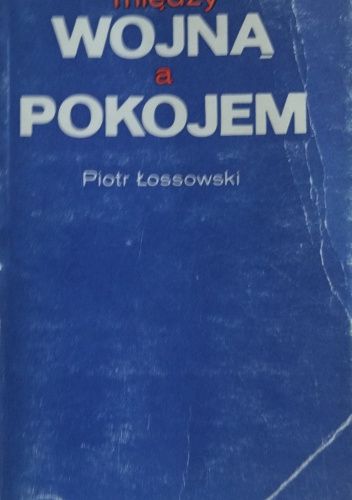 między
WOJNĄ
a
POKOJEM
Piotr Łossowski